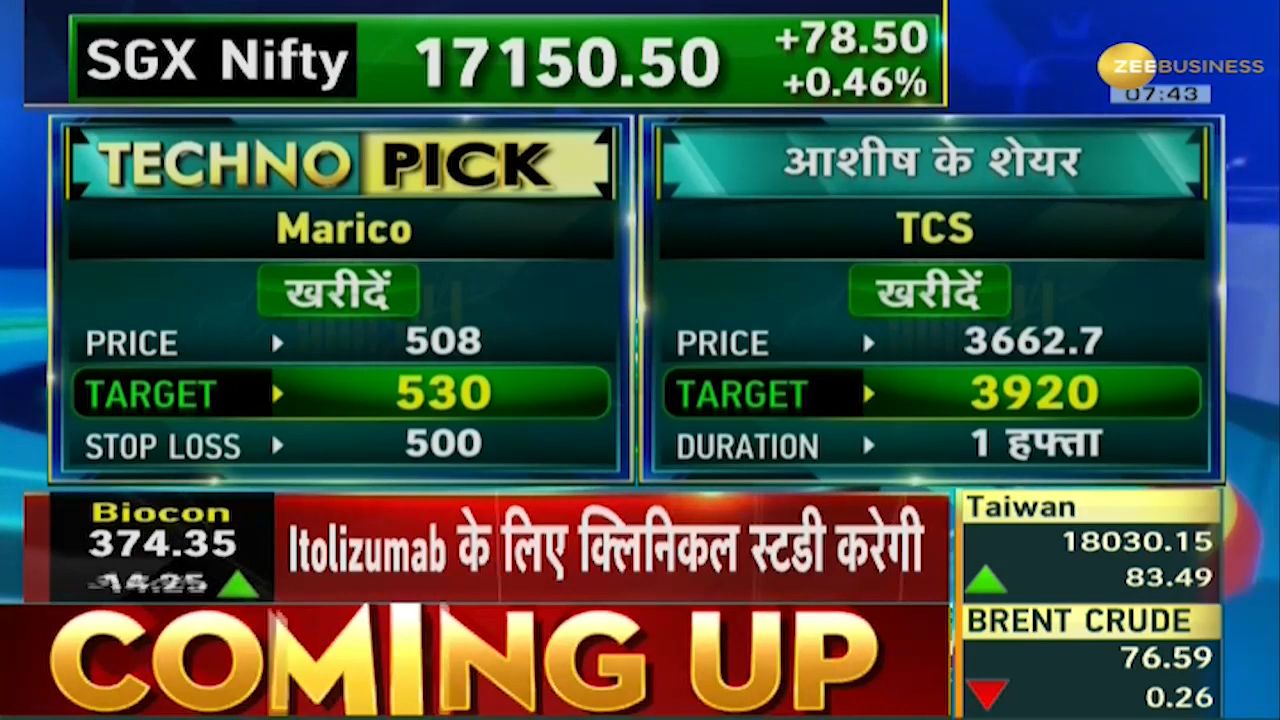 SGX Nifty
17150.50
+78.50
+0.46%
ZEEBUSINESS
07:43
TECHNO PICK
Marico
खरीदें
PRICE
508
TARGET
530
STOP LOSS
500
आशीष के शेयर
TCS
खरीदें
PRICE
3662.7
TARGET
3920
DURATION
1 हफ्ता
Biocon
374.35
Itolizumab के लिए क्लिनिकल स्टडी करेगी
COMING UP
Taiwan
18030.15
83.49
BRENT CRUDE
76.59
0.26